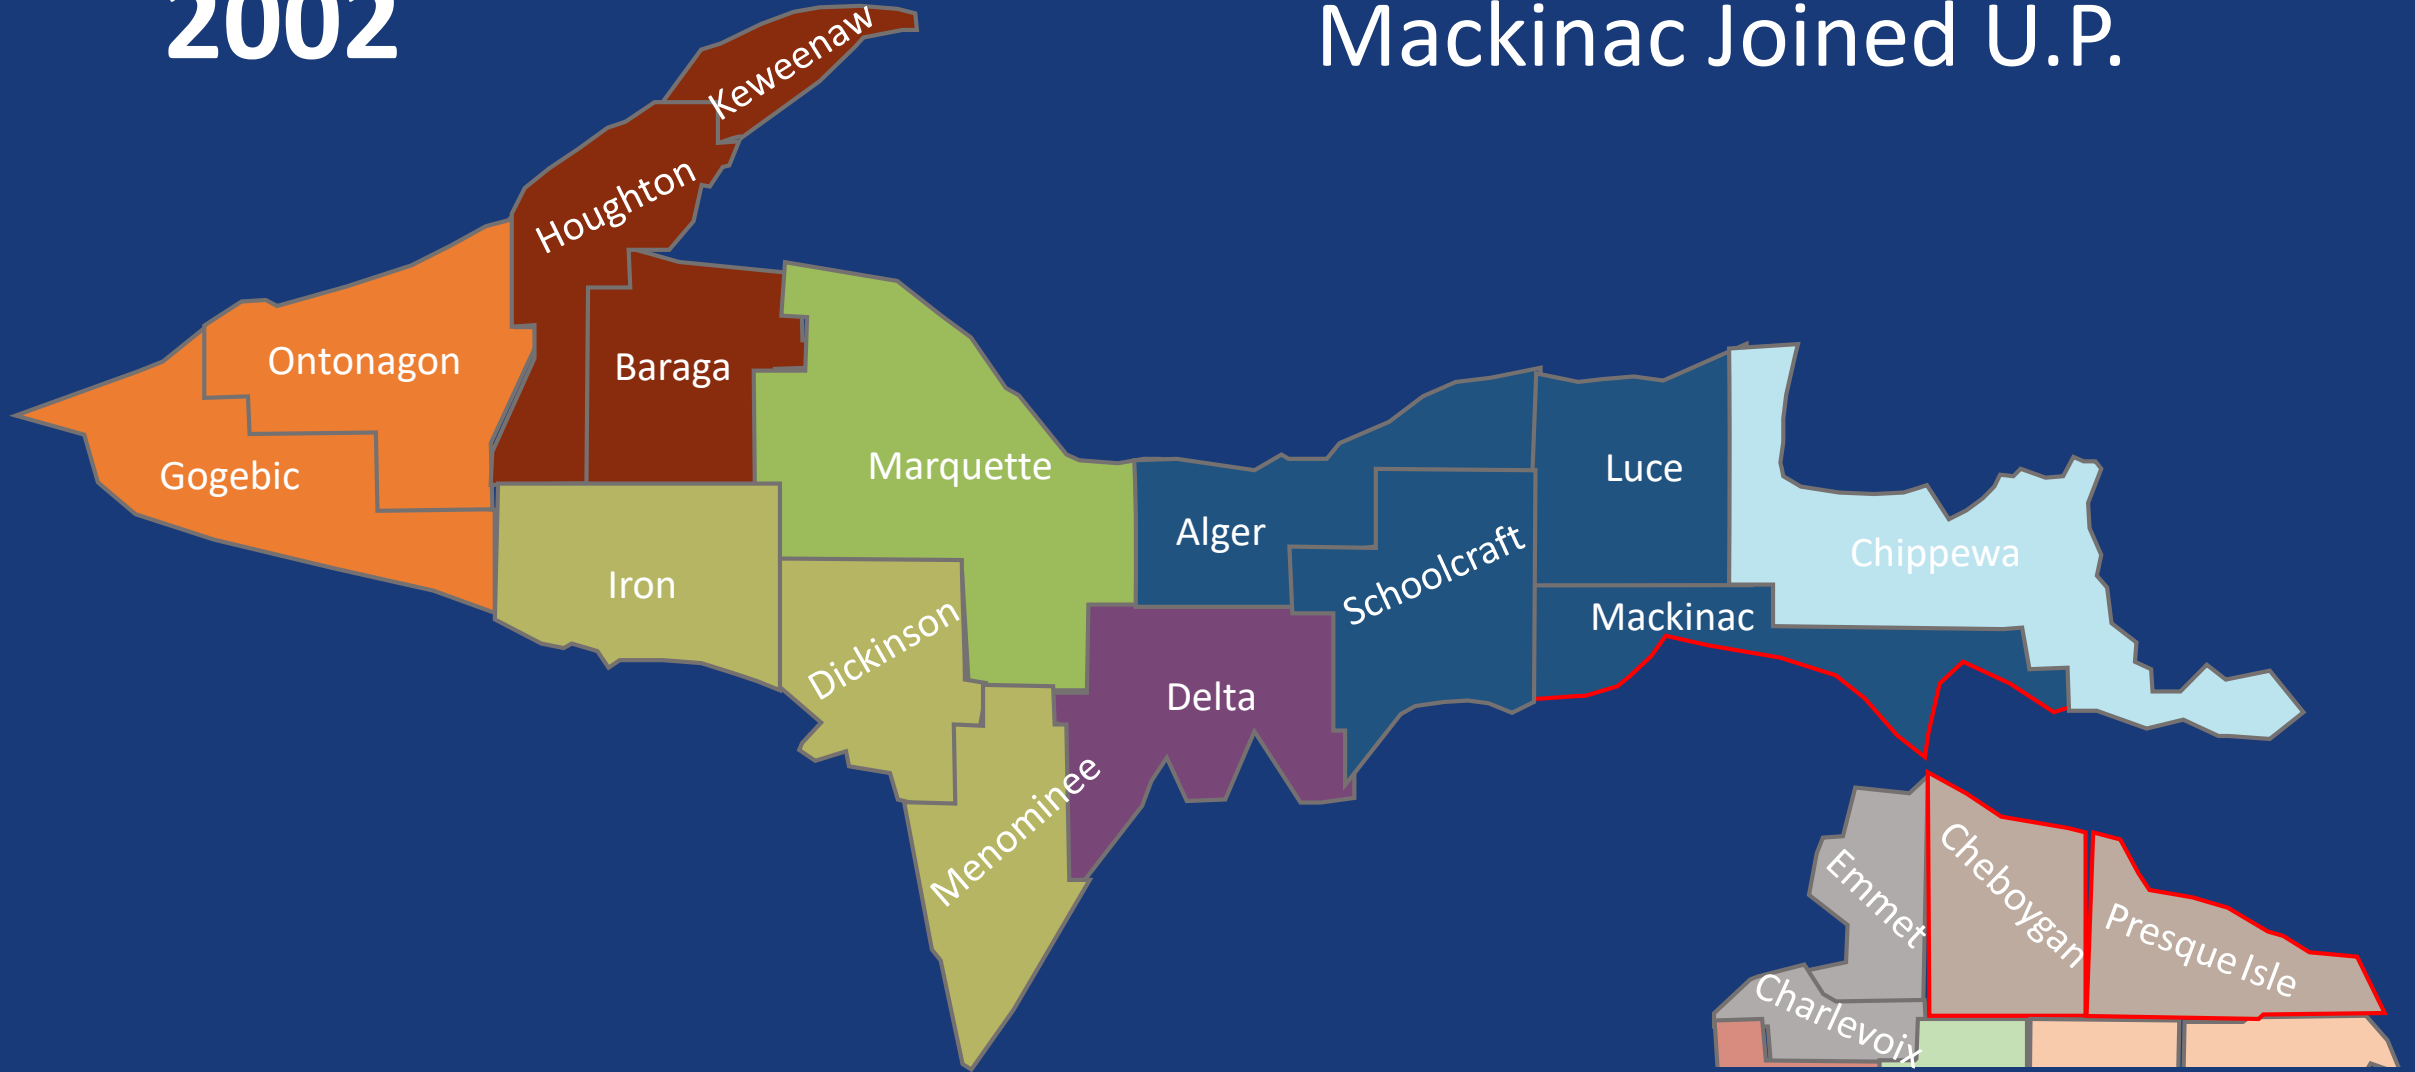 2002
Mackinac Joined U.P.
Keweenaw
Houghton
Ontonagon
Baraga
Gogebic
Marquette
Luce
Alger
Schoolcraft
Chippewa
Iron
Mackinac
Dickinson
Delta
Menominee
Emmet
Cheboygan
Presque Isle
Charlevoix